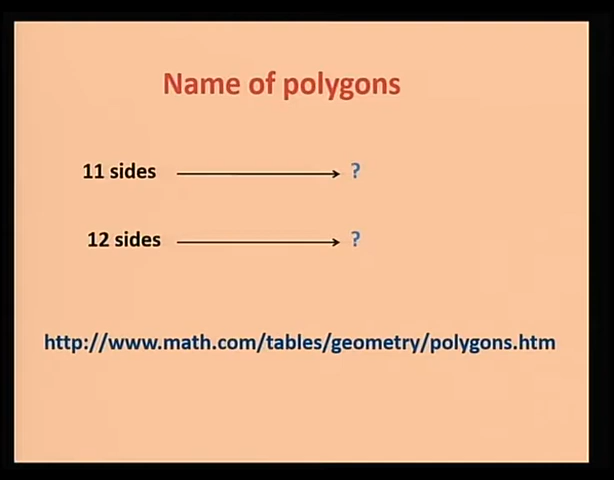 Name of polygons
11 sides ?
12 sides ?
http://www.math.com/tables/geometry/polygons.htm